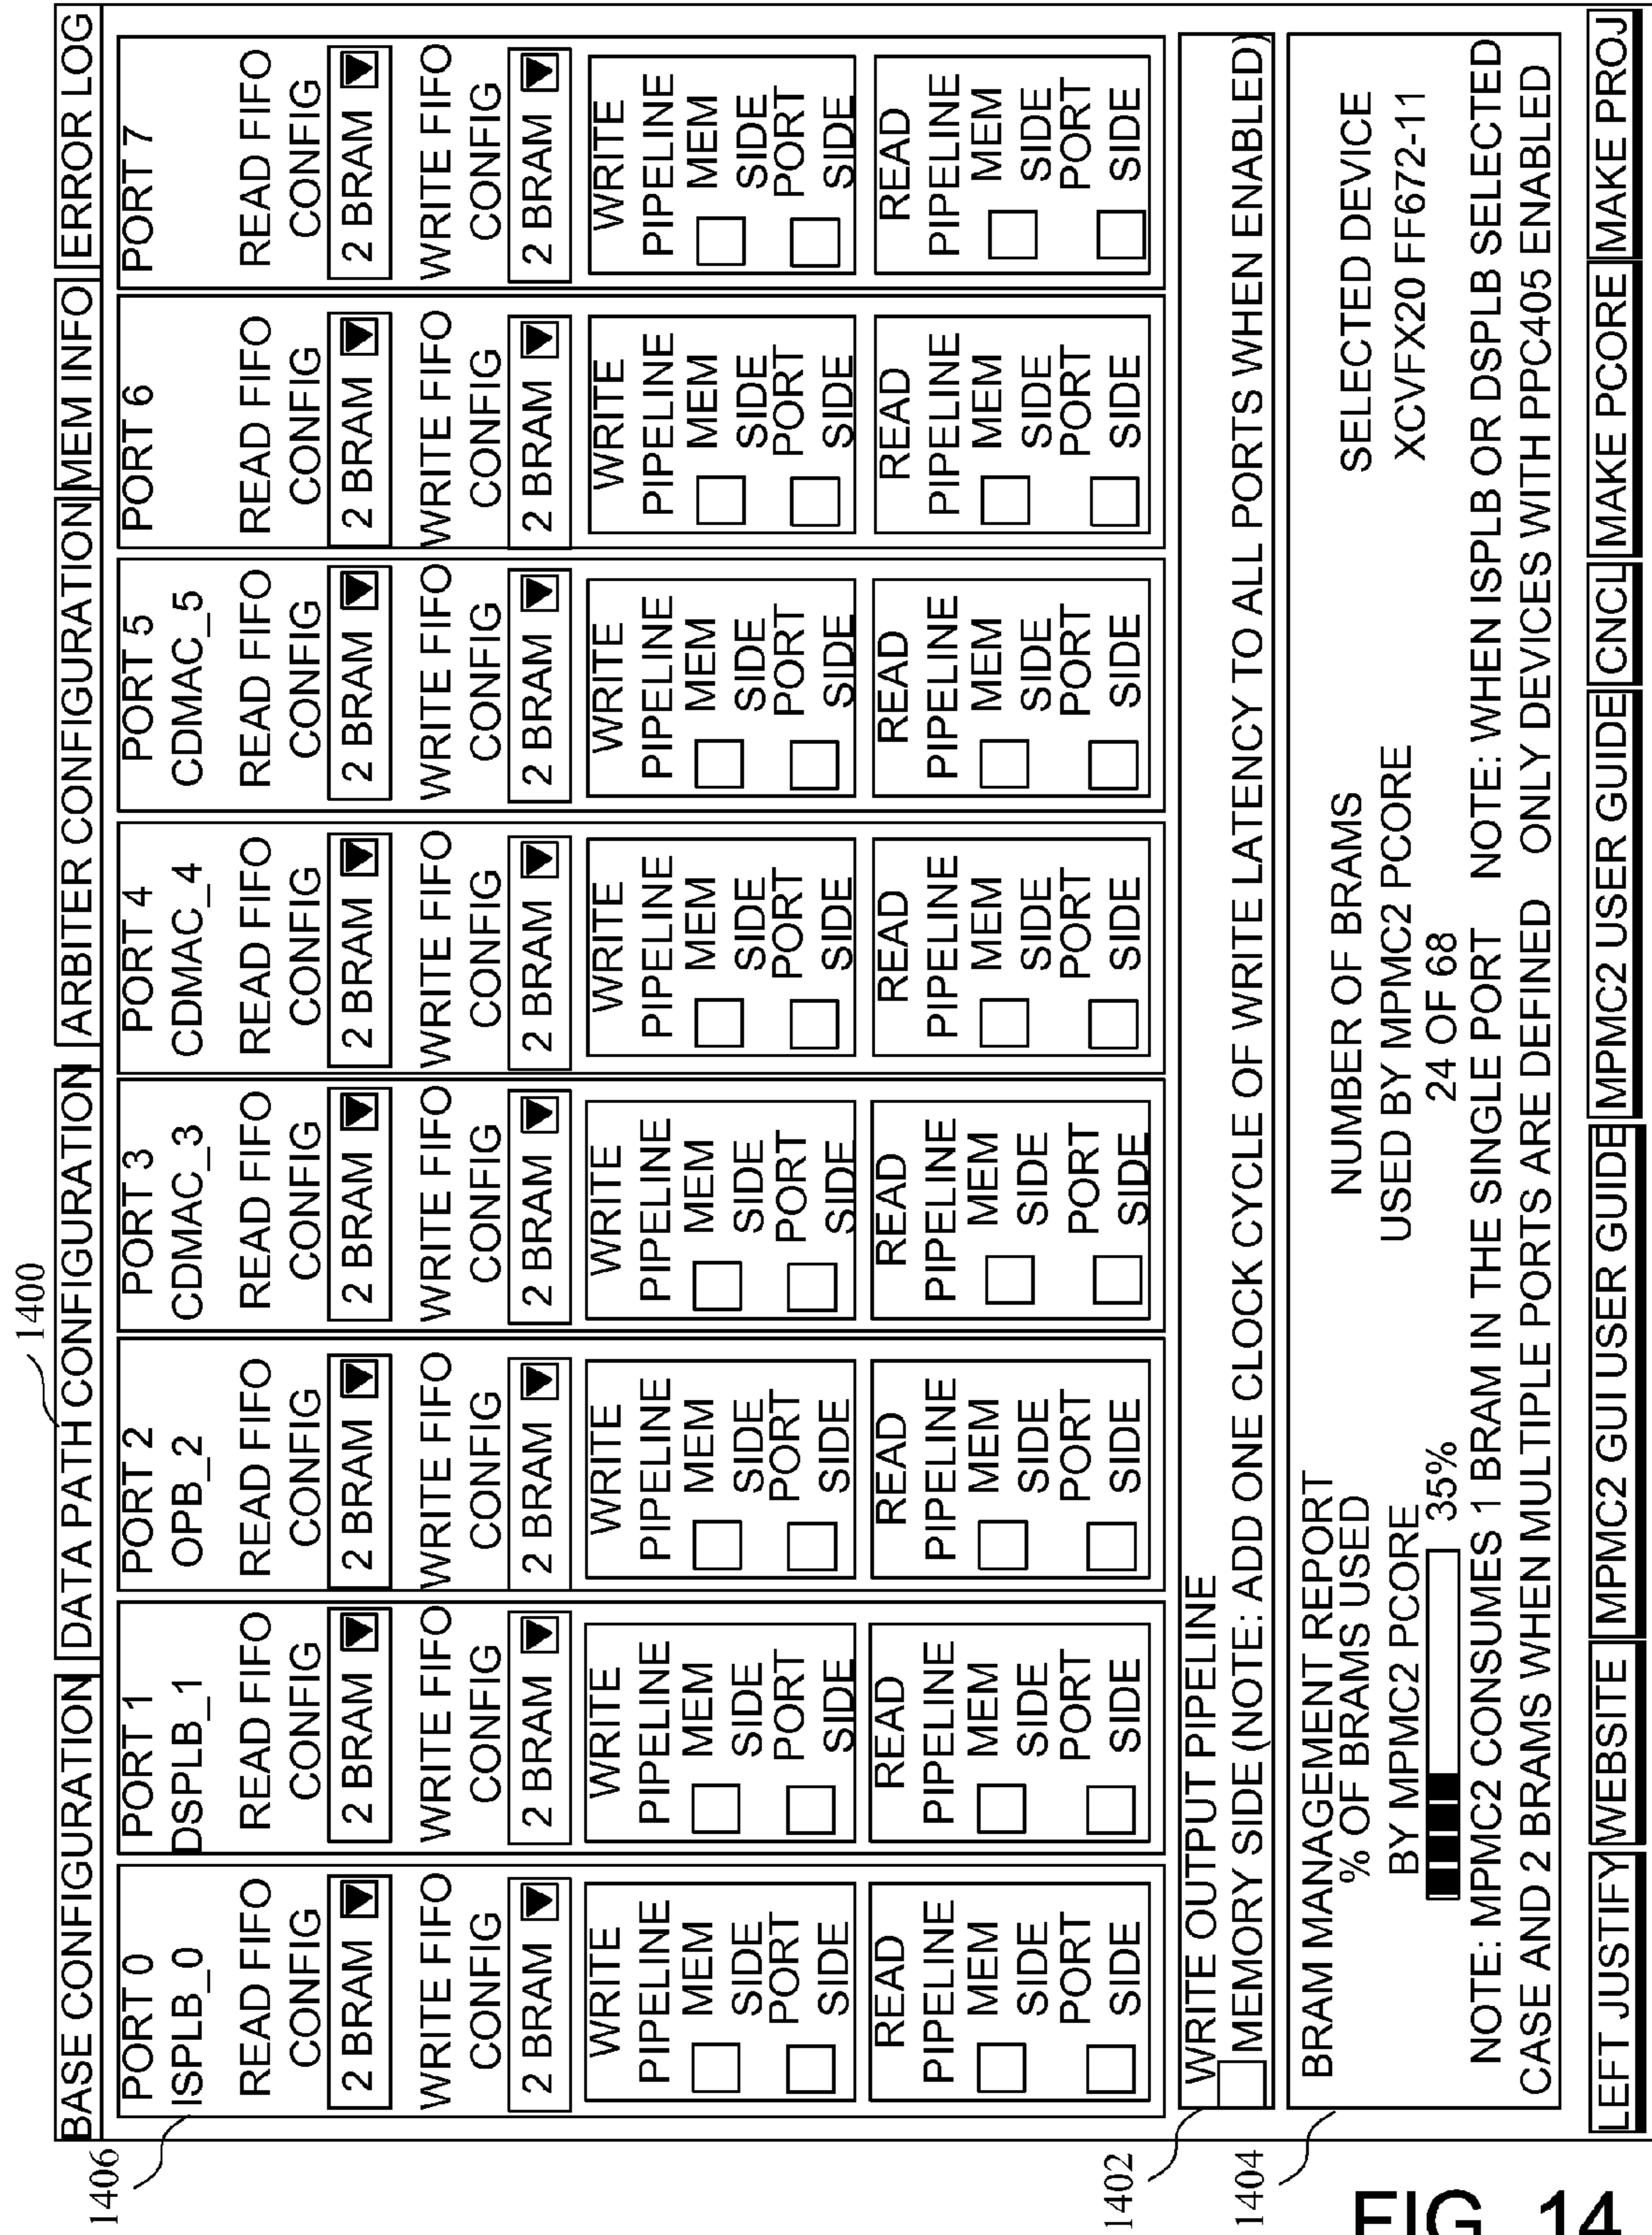 1400
BASE CONFIGURATION DATA PATH CONFIGURATION ARBITER CONFIGURATION MEM INFO ERROR LOG
1406
PORT 0
ISPLB_0
READ FIFO
CONFIG
2 BRAM
WRITE FIFO
CONFIG
2 BRAM
WRITE
PIPELINE
MEM
SIDE
PORT
SIDE
READ
PIPELINE
MEM
SIDE
PORT
SIDE
PORT 1
DSPLB_1
READ FIFO
CONFIG
2 BRAM
WRITE FIFO
CONFIG
2 BRAM
WRITE
PIPELINE
MEM
SIDE
PORT
SIDE
READ
PIPELINE
MEM
SIDE
PORT
SIDE
PORT 2
OPB_2
READ FIFO
CONFIG
2 BRAM
WRITE FIFO
CONFIG
2 BRAM
WRITE
PIPELINE
MEM
SIDE
PORT
SIDE
READ
PIPELINE
MEM
SIDE
PORT
SIDE
PORT 3
CDMAC_3
READ FIFO
CONFIG
2 BRAM
WRITE FIFO
CONFIG
2 BRAM
WRITE
PIPELINE
MEM
SIDE
PORT
SIDE
READ
PIPELINE
MEM
SIDE
PORT
SIDE
PORT 4
CDMAC_4
READ FIFO
CONFIG
2 BRAM
WRITE FIFO
CONFIG
2 BRAM
WRITE
PIPELINE
MEM
SIDE
PORT
SIDE
READ
PIPELINE
MEM
SIDE
PORT
SIDE
PORT 5
CDMAC_5
READ FIFO
CONFIG
2 BRAM
WRITE FIFO
CONFIG
2 BRAM
WRITE
PIPELINE
MEM
SIDE
PORT
SIDE
READ
PIPELINE
MEM
SIDE
PORT
SIDE
PORT 6
READ FIFO
CONFIG
2 BRAM
WRITE FIFO
CONFIG
2 BRAM
WRITE
PIPELINE
MEM
SIDE
PORT
SIDE
READ
PIPELINE
MEM
SIDE
PORT
SIDE
PORT 7
READ FIFO
CONFIG
2 BRAM
WRITE FIFO
CONFIG
2 BRAM
WRITE
PIPELINE
MEM
SIDE
PORT
SIDE
READ
PIPELINE
MEM
SIDE
PORT
SIDE
1402
WRITE OUTPUT PIPELINE
MEMORY SIDE (NOTE: ADD ONE CLOCK CYCLE OF WRITE LATENCY TO ALL PORTS WHEN ENABLED)
1404
BRAM MANAGEMENT REPORT
% OF BRAMS USED
BY MPMC2 PCORE
35%
NUMBER OF BRAMS
USED BY MPMC2 PCORE
24 OF 68
SELECTED DEVICE
XCVFX20 FF672-11
NOTE: MPMC2 CONSUMES 1 BRAM IN THE SINGLE PORT
CASE AND 2 BRAMS WHEN MULTIPLE PORTS ARE DEFINED
NOTE: WHEN ISPLB OR DSPLB SELECTED
ONLY DEVICES WITH PPC405 ENABLED
LEFT JUSTIFY WEBSITE MPMC2 GUI USER GUIDE MPMC2 USER GUIDE CNCL MAKE PCORE MAKE PROJ
FIG. 14